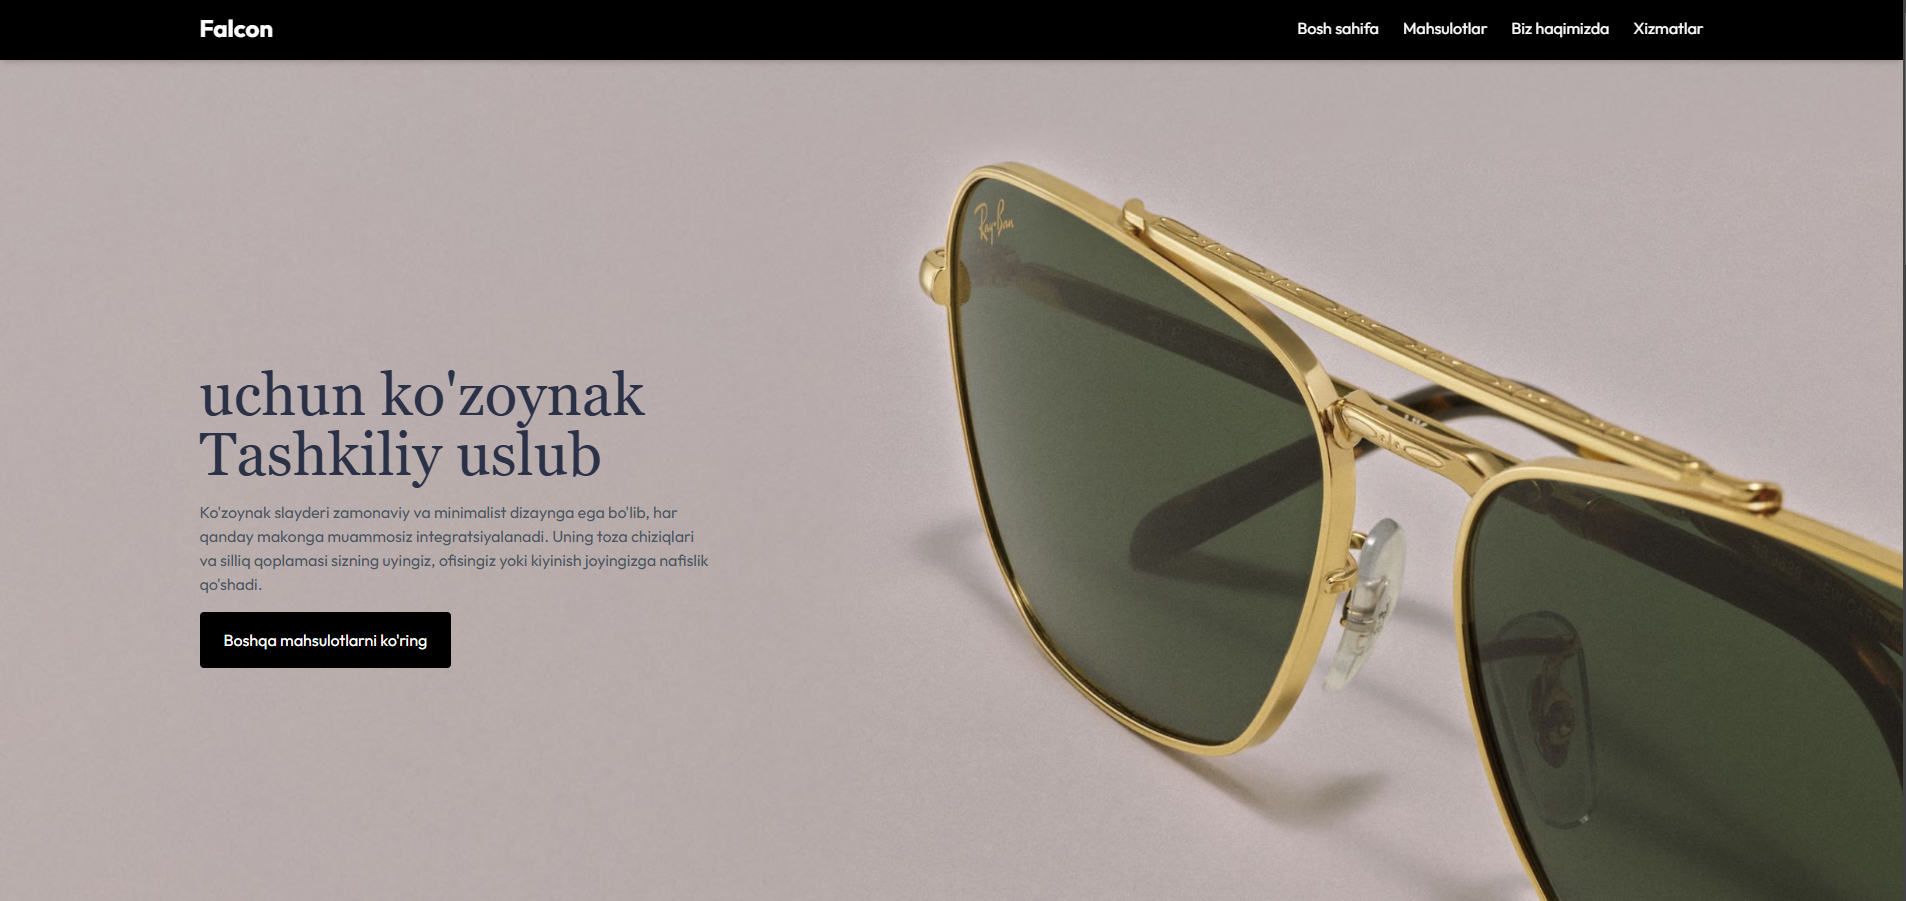 Falcon
Bosh sahifa Mahsulotlar Biz haqimizda Xizmatlar
Ray-Ban
uchun ko'zoynak
Tashkiliy uslub
Ko'zoynak slayderi zamonaviy va minimalist dizaynga ega bo'lib, har
qanday makonga muammosiz integratsiyalanadi. Uning toza chiziqlari
va silliq qoplamasi sizning uyingiz, ofisingiz yoki kiyinish joyingizga nafislik
qo'shadi.
Boshqa mahsulotlarni ko'ring